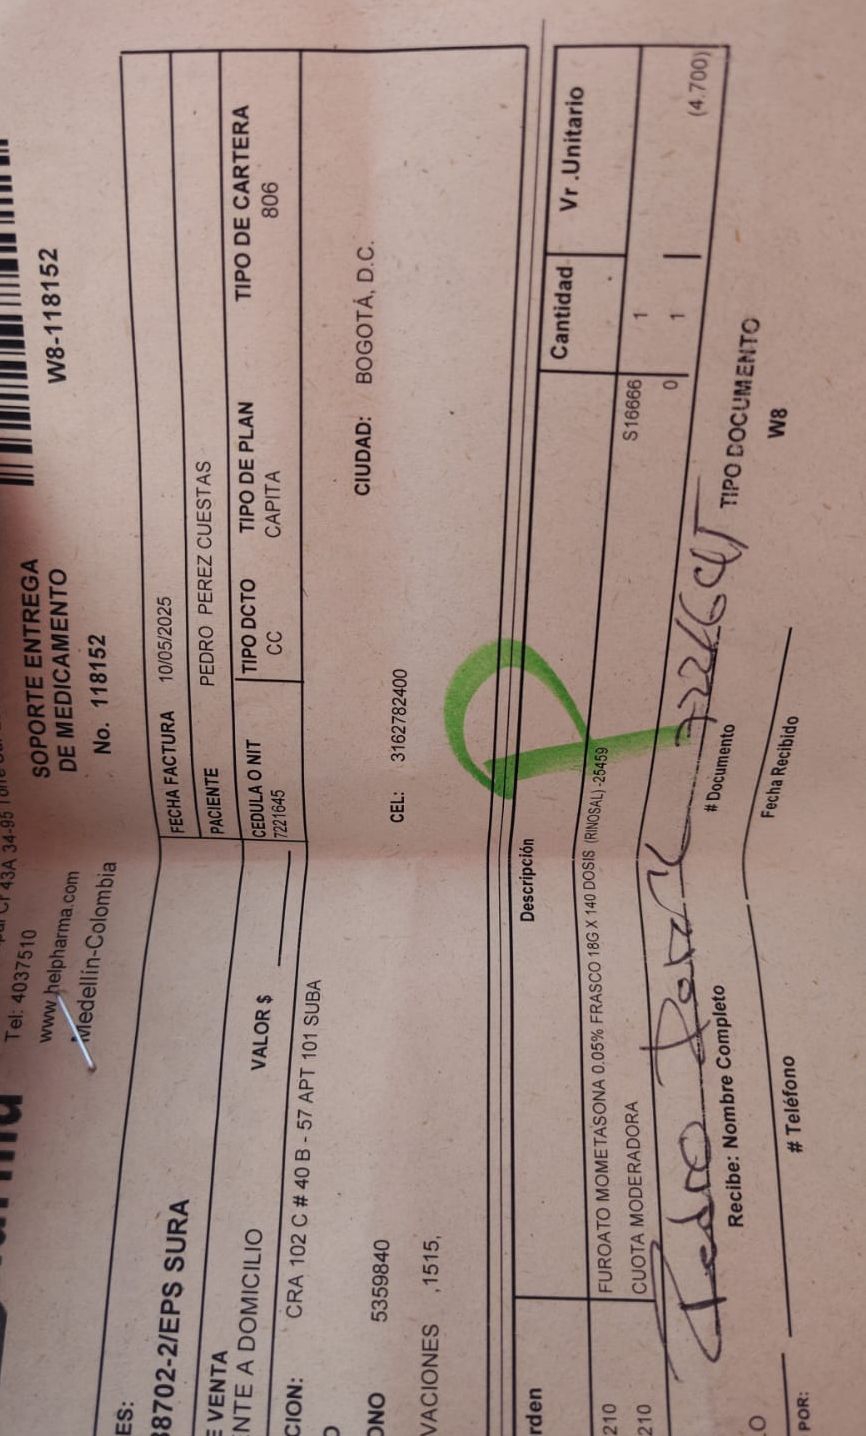 Tel: 4037510
www.helpharma.com
Medellín-Colombia
SOPORTE ENTREGA
DE MEDICAMENTO
No. 118152
W8-118152
ES:
38702-2/EPS SURA
FECHA FACTURA 10/05/2025
PACIENTE PEDRO PEREZ CUESTAS
E VENTA
NTE A DOMICILIO VALOR $
CEDULA O NIT TIPO DCTO TIPO DE PLAN TIPO DE CARTERA
7221645 CC CAPITA 806
CION: CRA 102 C # 40 B - 57 APT 101 SUBA
CIUDAD: BOGOTÁ, D.C.
ONO 5359840 CEL: 3162782400
VACIONES ,1515,
rden Descripción Cantidad Vr .Unitario
210 FUROATO MOMETASONA 0.05% FRASCO 18G X 140 DOSIS (RINOSAL) -25459 S16666 1
210 CUOTA MODERADORA 0 1 (4.700)
Pedro
Recibe: Nombre Completo # Documento TIPO DOCUMENTO
W8
# Teléfono Fecha Recibido
POR: